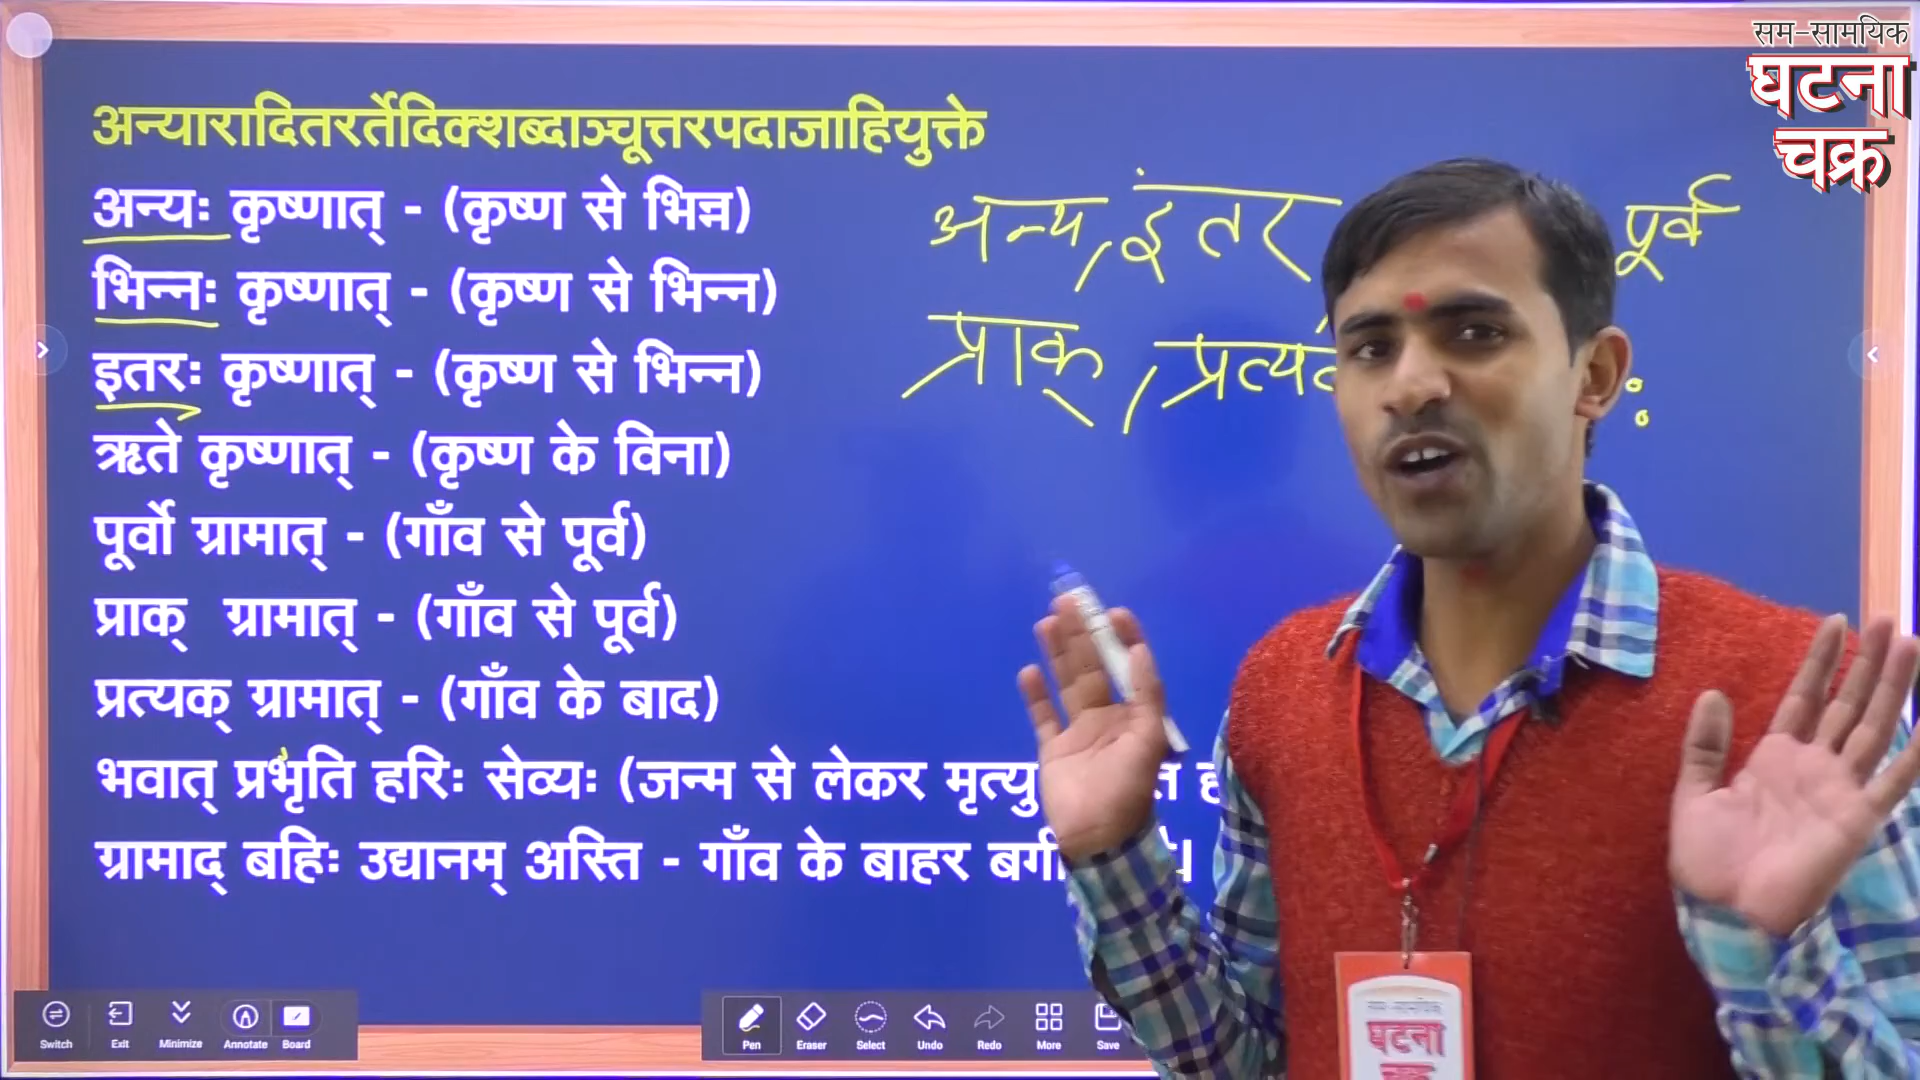 सम-सामयिक
घटना
चक्र
अन्यारादितरर्तेदिक्शब्दाञ्चूत्तरपदाजाहियुक्ते
अन्यः कृष्णात् - (कृष्ण से भिन्न)
भिन्नः कृष्णात् - (कृष्ण से भिन्न)
इतरः कृष्णात् - (कृष्ण से भिन्न)
ऋते कृष्णात् - (कृष्ण के विना)
पूर्वो ग्रामात् - (गाँव से पूर्व)
प्राक् ग्रामात् - (गाँव से पूर्व)
प्रत्यक् ग्रामात् - (गाँव के बाद)
भवात् प्रभृति हरिः सेव्यः (जन्म से लेकर मृत्यु
ग्रामाद् बहिः उद्यानम् अस्ति - गाँव के बाहर
अन्य, इतर पूर्व
प्राक्,
Switch Exit Minimize Annotate Board Pen Eraser Select Undo Redo More Save
घटना